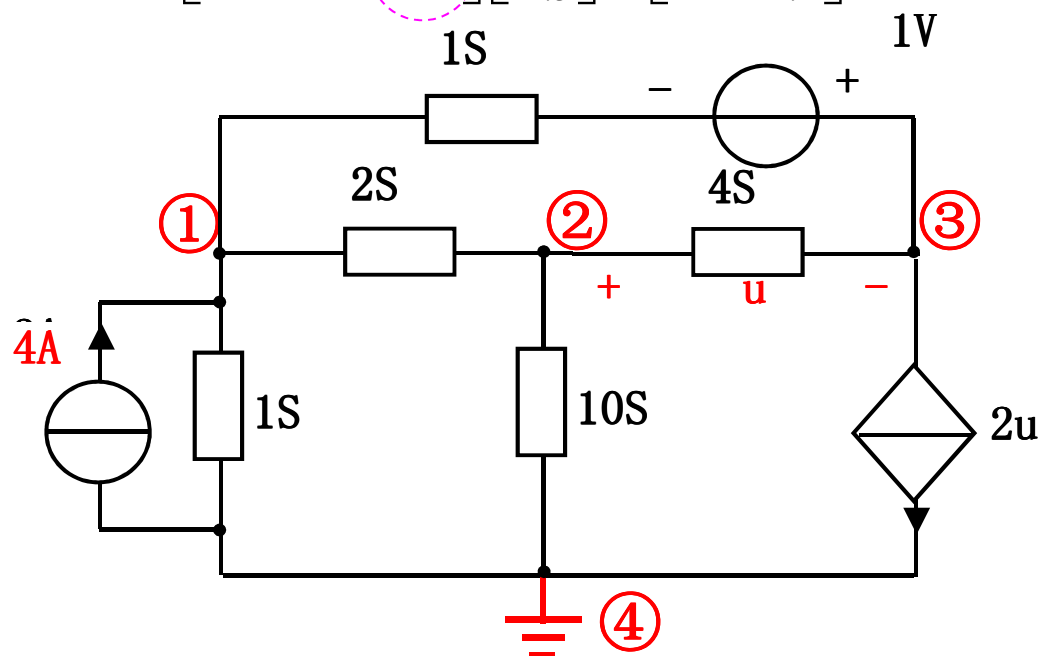 1V
1S
− +
2S 4S
① ② ③
+ u −
4A
1S 10S 2u
④